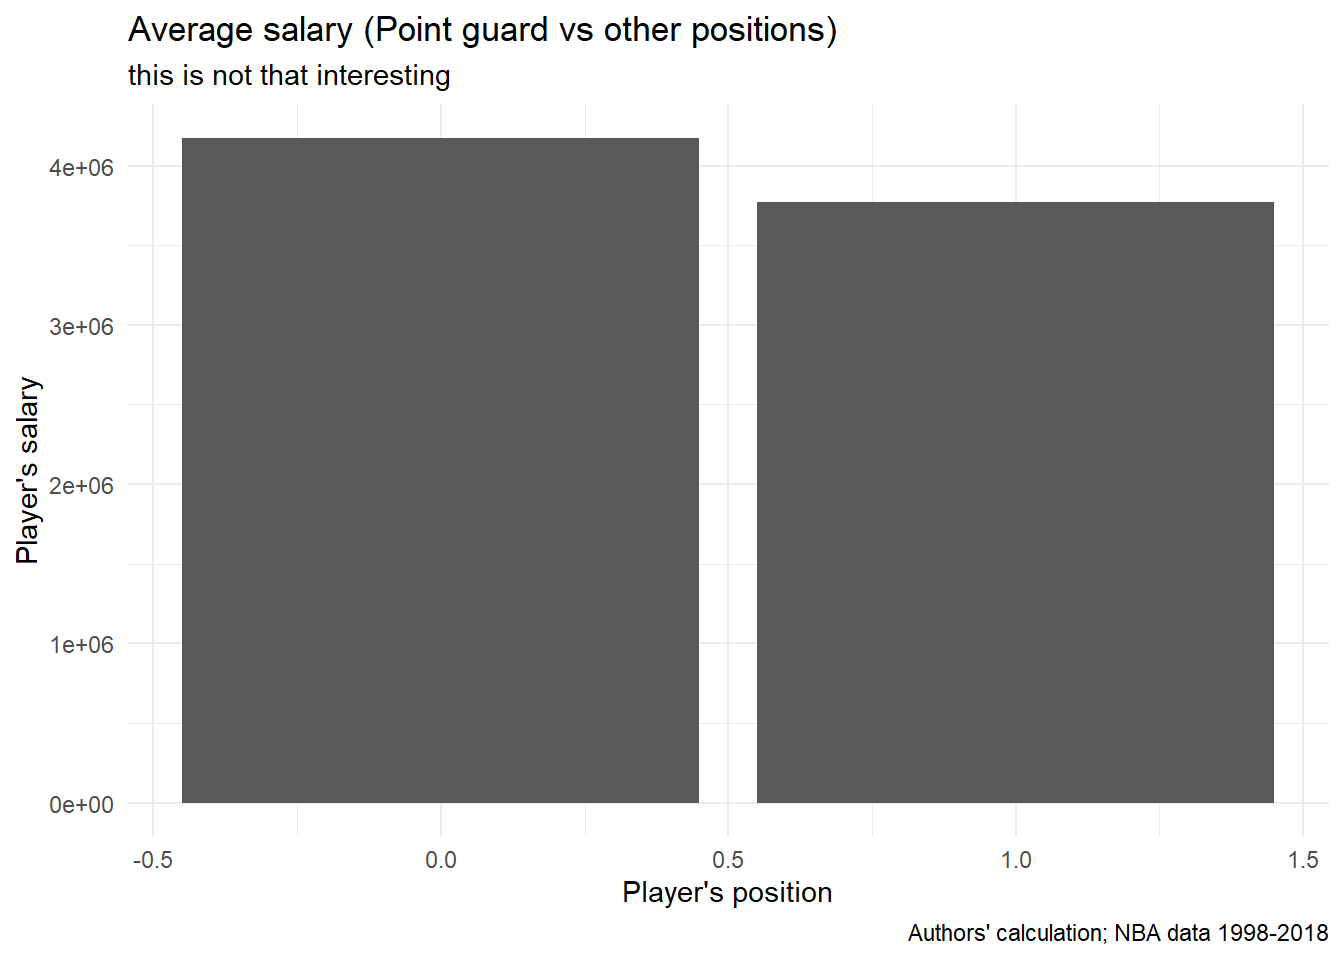 Average salary (Point guard vs other positions)
this is not that interesting
Player's salary
4e+06
3e+06
2e+06
1e+06
0e+00
-0.5 0.0 0.5 1.0 1.5
Player's position
Authors' calculation; NBA data 1998-2018